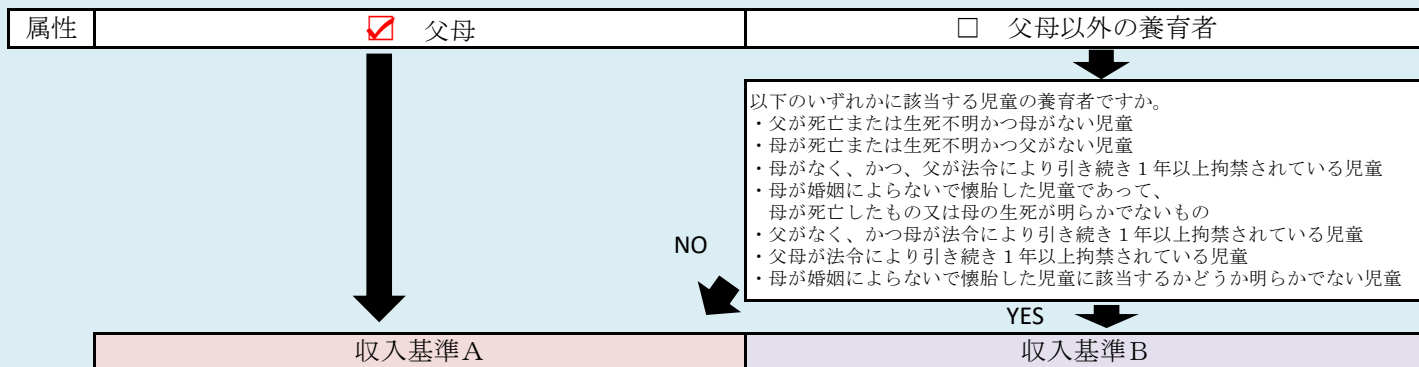 属性
☑ 父母
□ 父母以外の養育者
以下のいずれかに該当する児童の養育者ですか。
・父が死亡または生死不明かつ母がない児童
・母が死亡または生死不明かつ父がない児童
・母がなく、かつ、父が法令により引き続き１年以上拘禁されている児童
・母が婚姻によらないで懐胎した児童であって、
母が死亡したもの又は母の生死が明らかでないもの
・父がなく、かつ母が法令により引き続き１年以上拘禁されている児童
・父母が法令により引き続き１年以上拘禁されている児童
・母が婚姻によらないで懐胎した児童に該当するかどうか明らかでない児童
NO
YES
収入基準Ａ
収入基準Ｂ